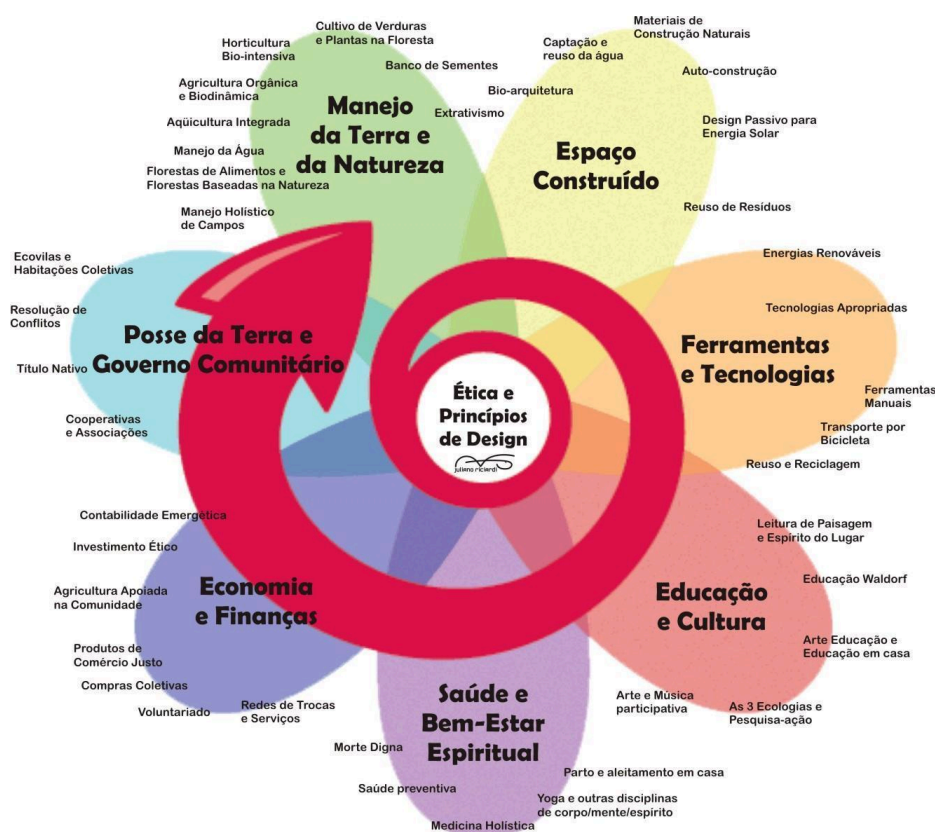 Cultivo de Verduras
e Plantas na Floresta
Horticultura
Bio-intensiva
Banco de Sementes
Agricultura Orgânica
e Biodinâmica
Extrativismo
Aqüicultura Integrada
Manejo da Água
Florestas de Alimentos e
Florestas Baseadas na Natureza
Manejo Holístico
de Campos
Manejo
da Terra e
da Natureza
Materiais de
Construção Naturais
Captação e
reuso da água
Auto-construção
Bio-arquitetura
Design Passivo para
Energia Solar
Reuso de Resíduos
Espaço
Construído
Energias Renováveis
Tecnologias Apropriadas
Ferramentas
e Tecnologias
Ferramentas
Manuais
Transporte por
Bicicleta
Reuso e Reciclagem
Leitura de Paisagem
e Espírito do Lugar
Educação Waldorf
Educação
e Cultura
Arte Educação e
Educação em casa
Arte e Música
participativa
As 3 Ecologias e
Pesquisa-ação
Saúde e
Bem-Estar
Espiritual
Morte Digna
Parto e aleitamento em casa
Saúde preventiva
Yoga e outras disciplinas
de corpo/mente/espírito
Medicina Holística
Contabilidade Emergética
Investimento Ético
Economia
e Finanças
Agricultura Apoiada
na Comunidade
Produtos de
Comércio Justo
Compras Coletivas
Voluntariado
Redes de Trocas
e Serviços
Ecovilas e
Habitações Coletivas
Resolução de
Conflitos
Posse da Terra e
Governo Comunitário
Título Nativo
Cooperativas
e Associações
Ética e
Princípios
de Design
juliano riciardi